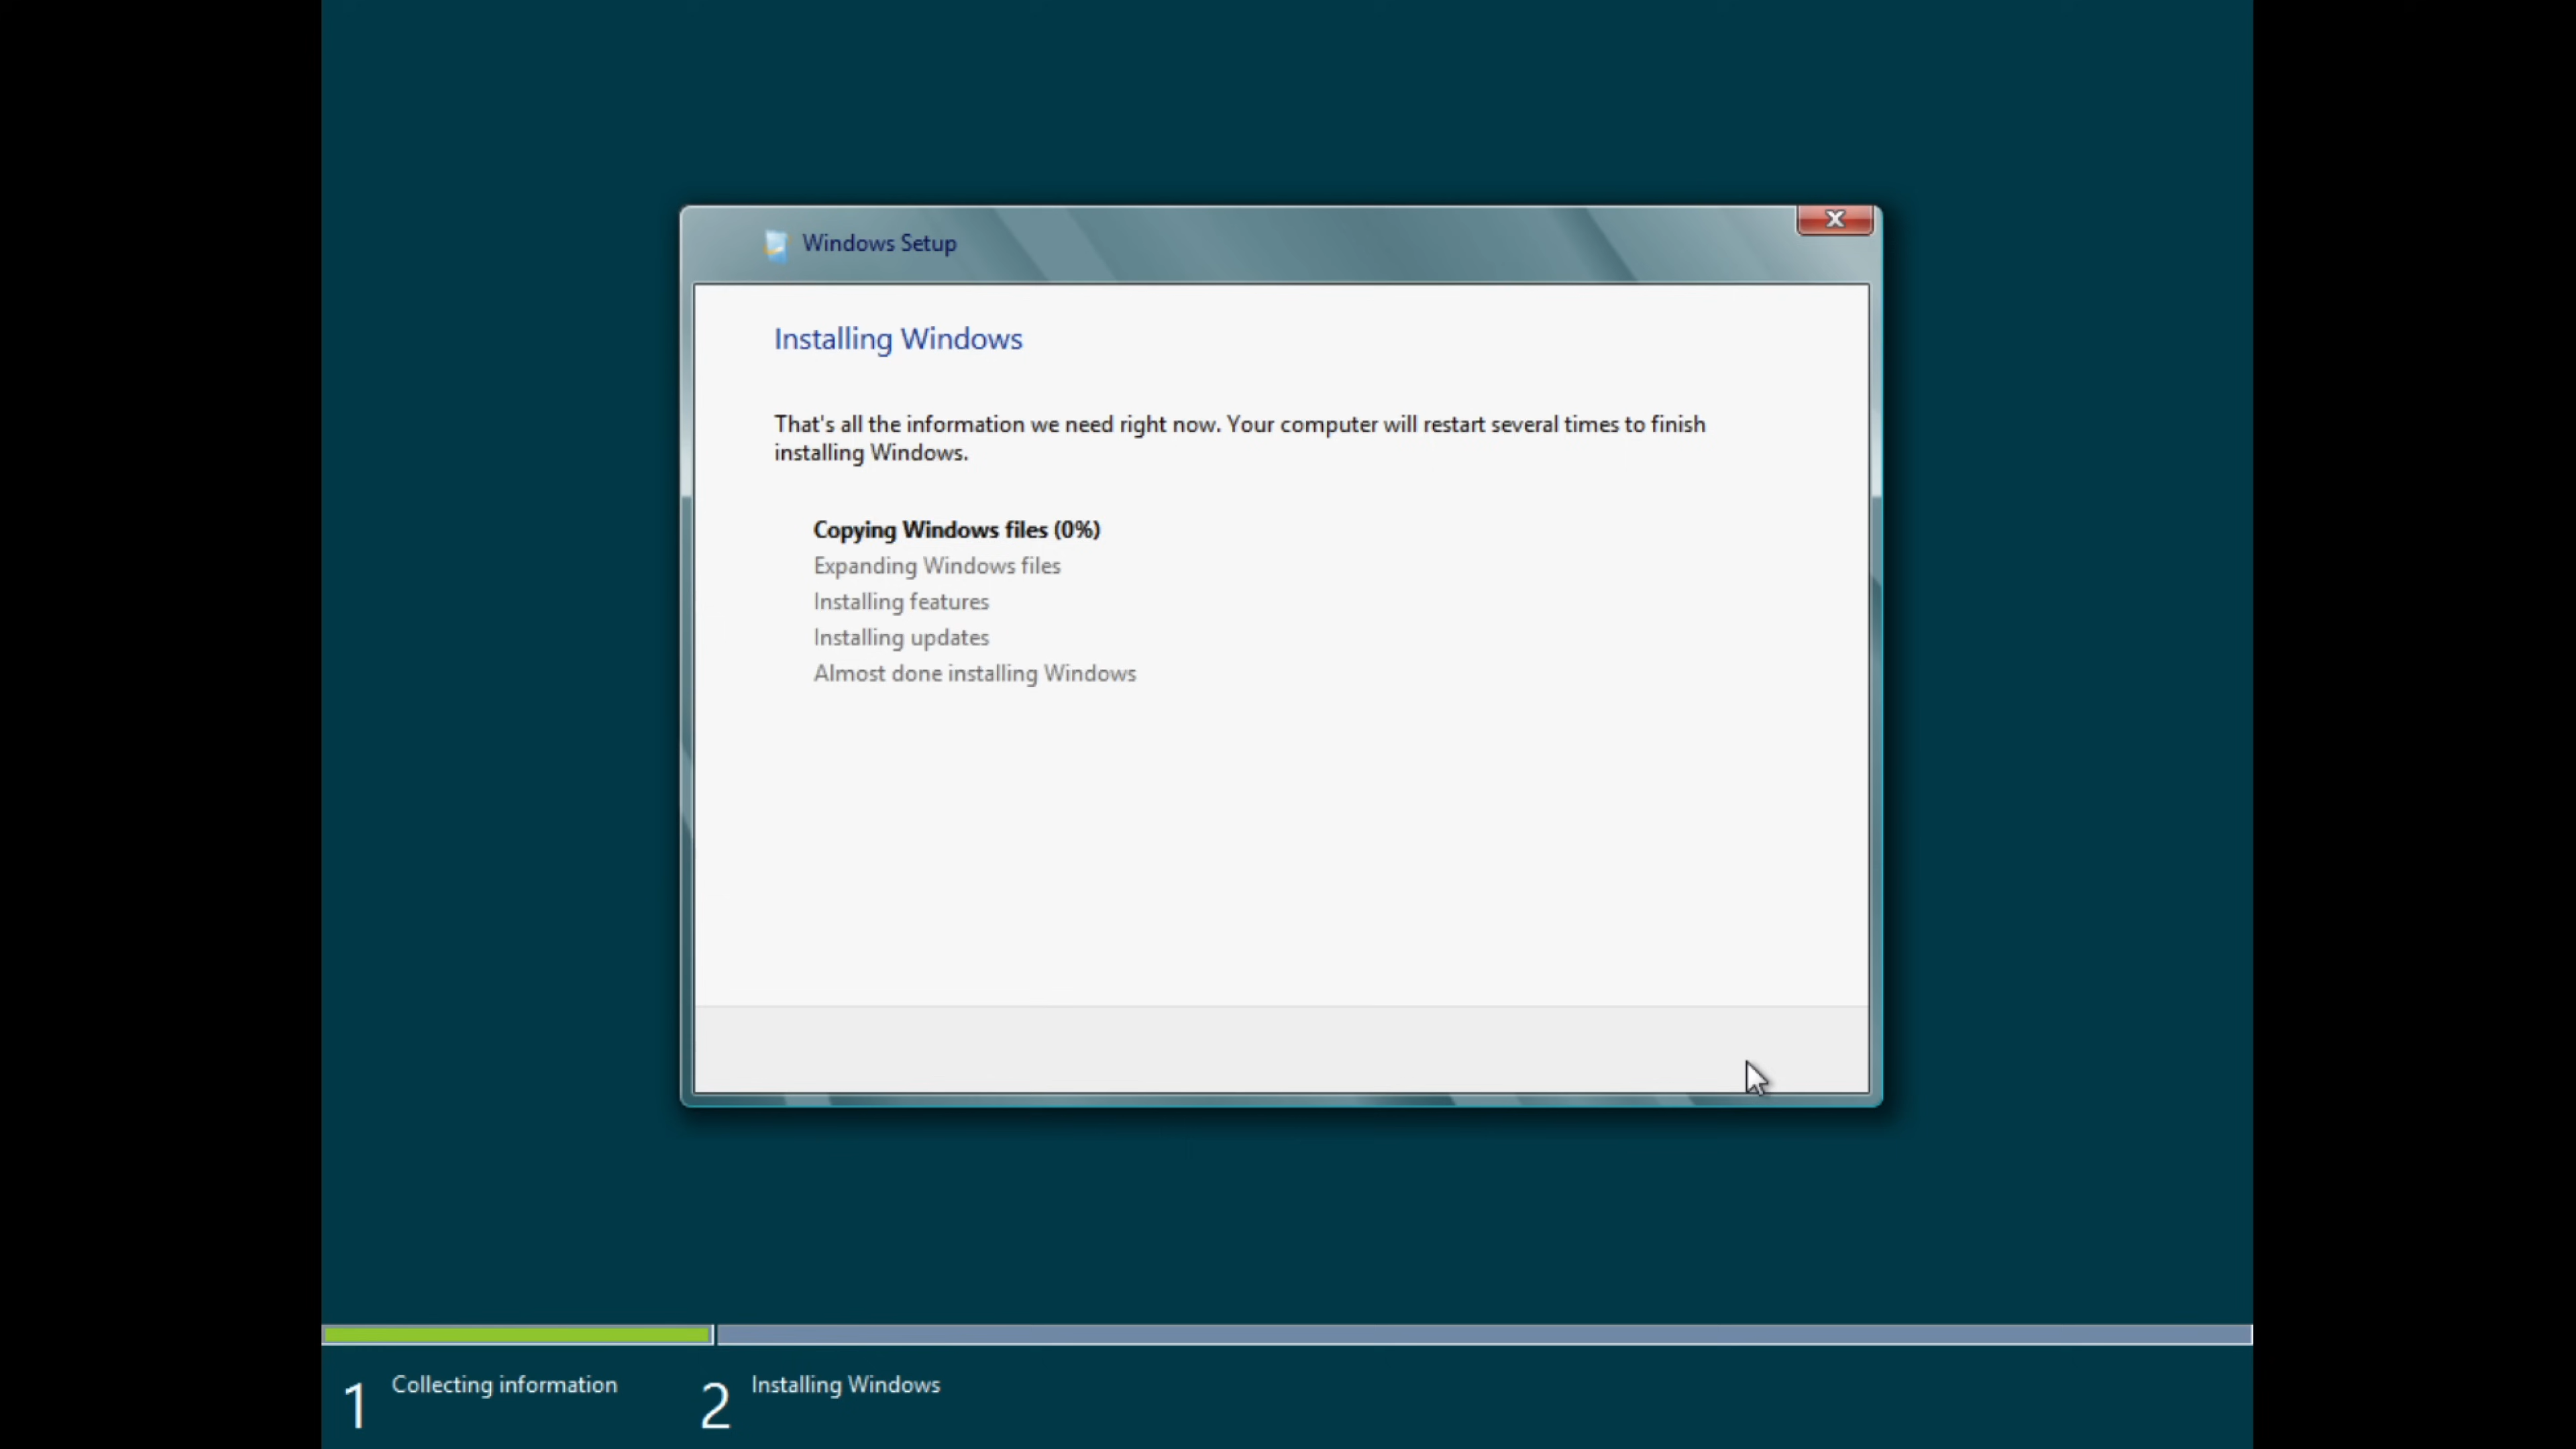 Windows Setup
Installing Windows
That's all the information we need right now. Your computer will restart several times to finish
installing Windows.
Copying Windows files (0%)
Expanding Windows files
Installing features
Installing updates
Almost done installing Windows
1 Collecting information
2 Installing Windows